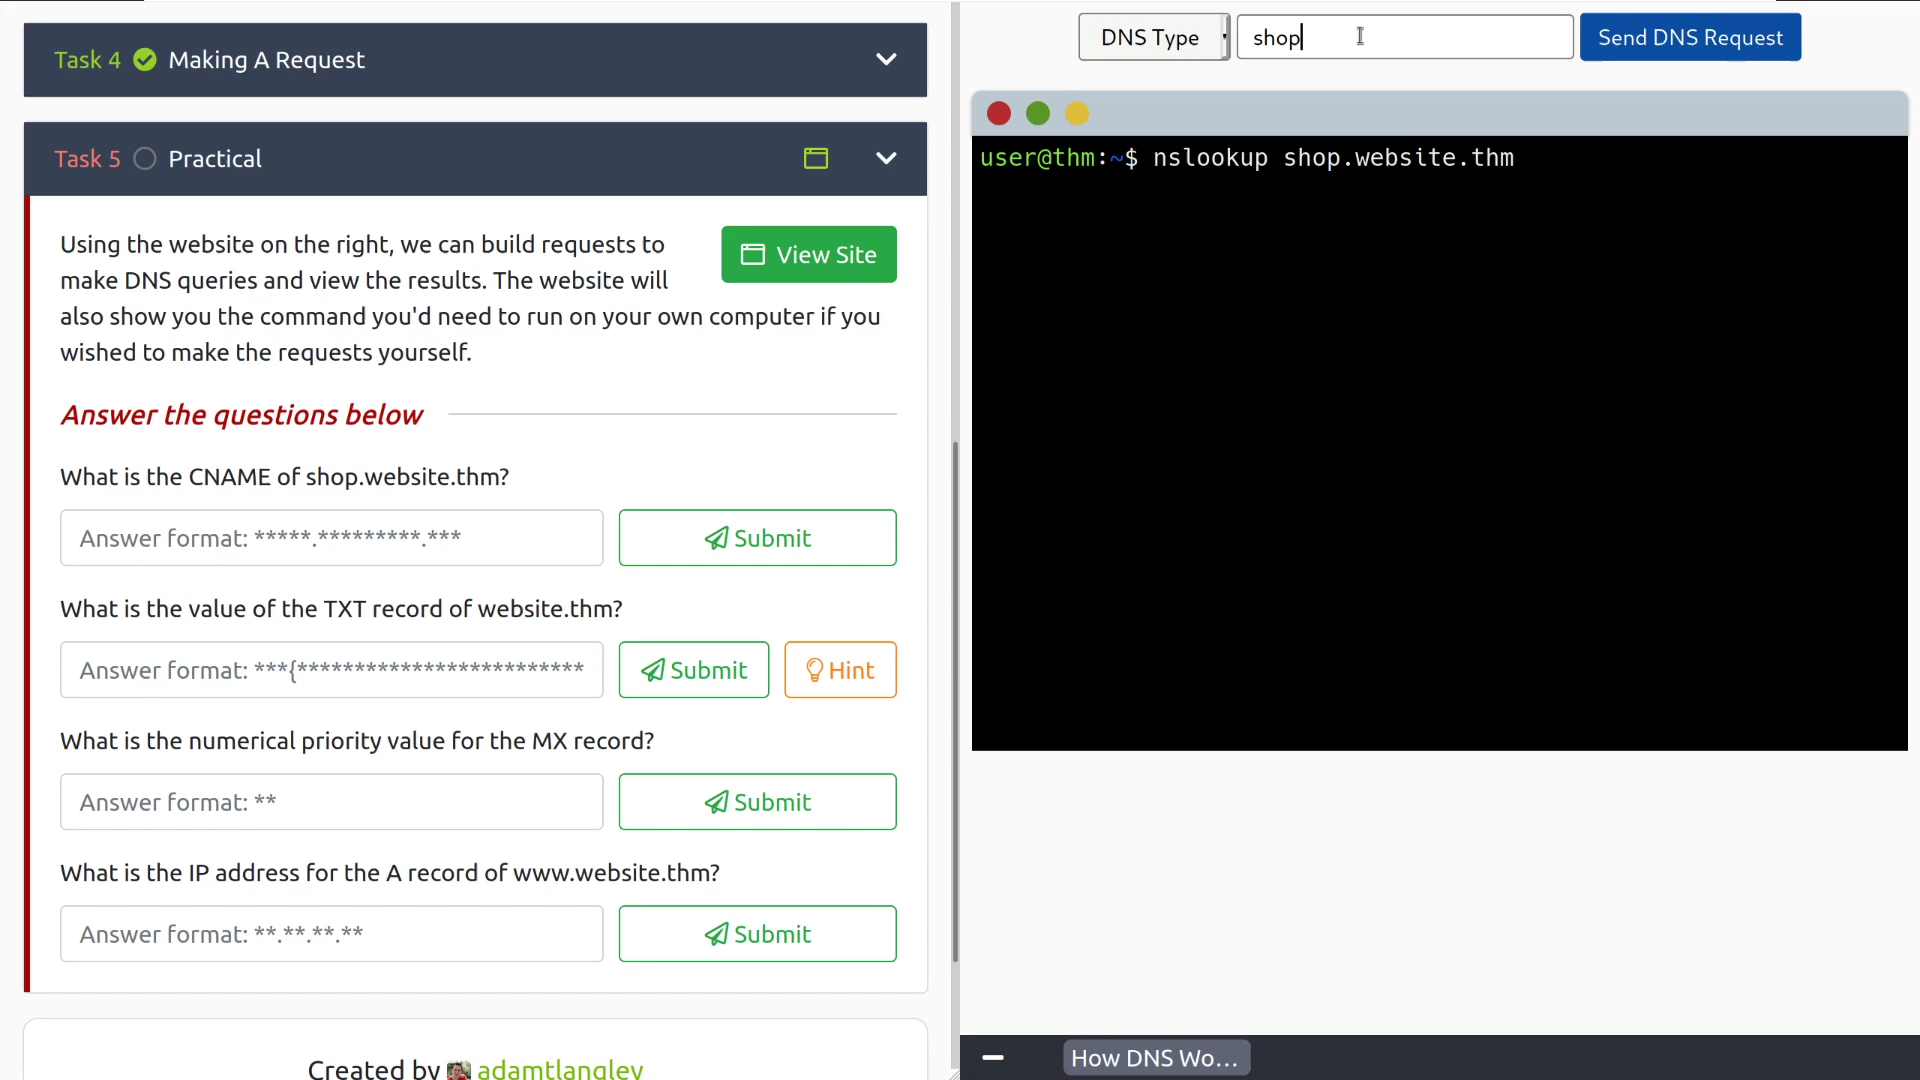 Task 4 Making A Request
Task 5 Practical
Using the website on the right, we can build requests to
make DNS queries and view the results. The website will
also show you the command you'd need to run on your own computer if you
wished to make the requests yourself.
View Site
Answer the questions below
What is the CNAME of shop.website.thm?
Answer format: *****.*********.***
Submit
What is the value of the TXT record of website.thm?
Answer format: ***{*************************
Submit
Hint
What is the numerical priority value for the MX record?
Answer format: **
Submit
What is the IP address for the A record of www.website.thm?
Answer format: **.**.**.**
Submit
Created by adamtlangley
DNS Type
shop
Send DNS Request
user@thm:~$ nslookup shop.website.thm
How DNS Wo...